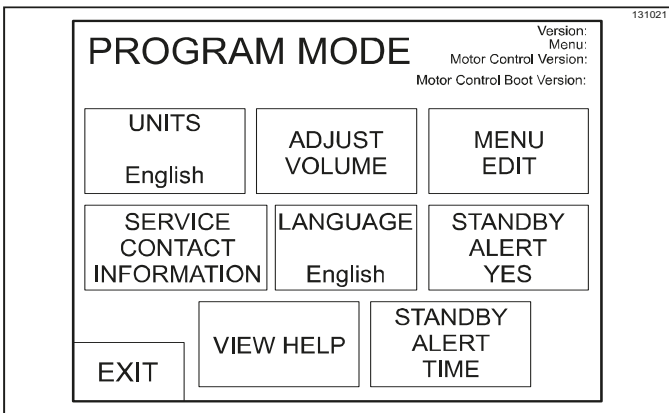 131021
PROGRAM MODE
Version:
Menu:
Motor Control Version:
Motor Control Boot Version:
UNITS
English
ADJUST
VOLUME
MENU
EDIT
SERVICE
CONTACT
INFORMATION
LANGUAGE
English
STANDBY
ALERT
YES
EXIT
VIEW HELP
STANDBY
ALERT
TIME